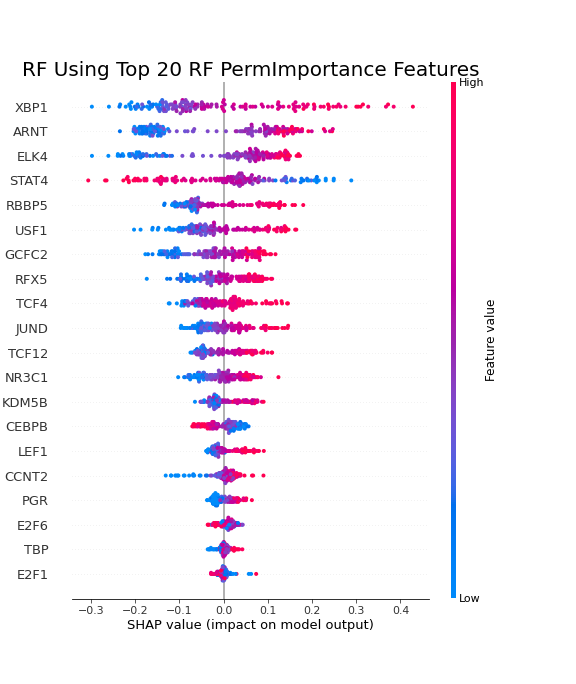 RF Using Top 20 RF PermImportance Features
High
XBP1
ARNT
ELK4
STAT4
RBBP5
USF1
GCFC2
RFX5
TCF4
JUND
TCF12
NR3C1
KDM5B
CEBPB
LEF1
CCNT2
PGR
E2F6
TBP
E2F1
Feature value
Low
−0.3 −0.2 −0.1 0.0 0.1 0.2 0.3 0.4
SHAP value (impact on model output)